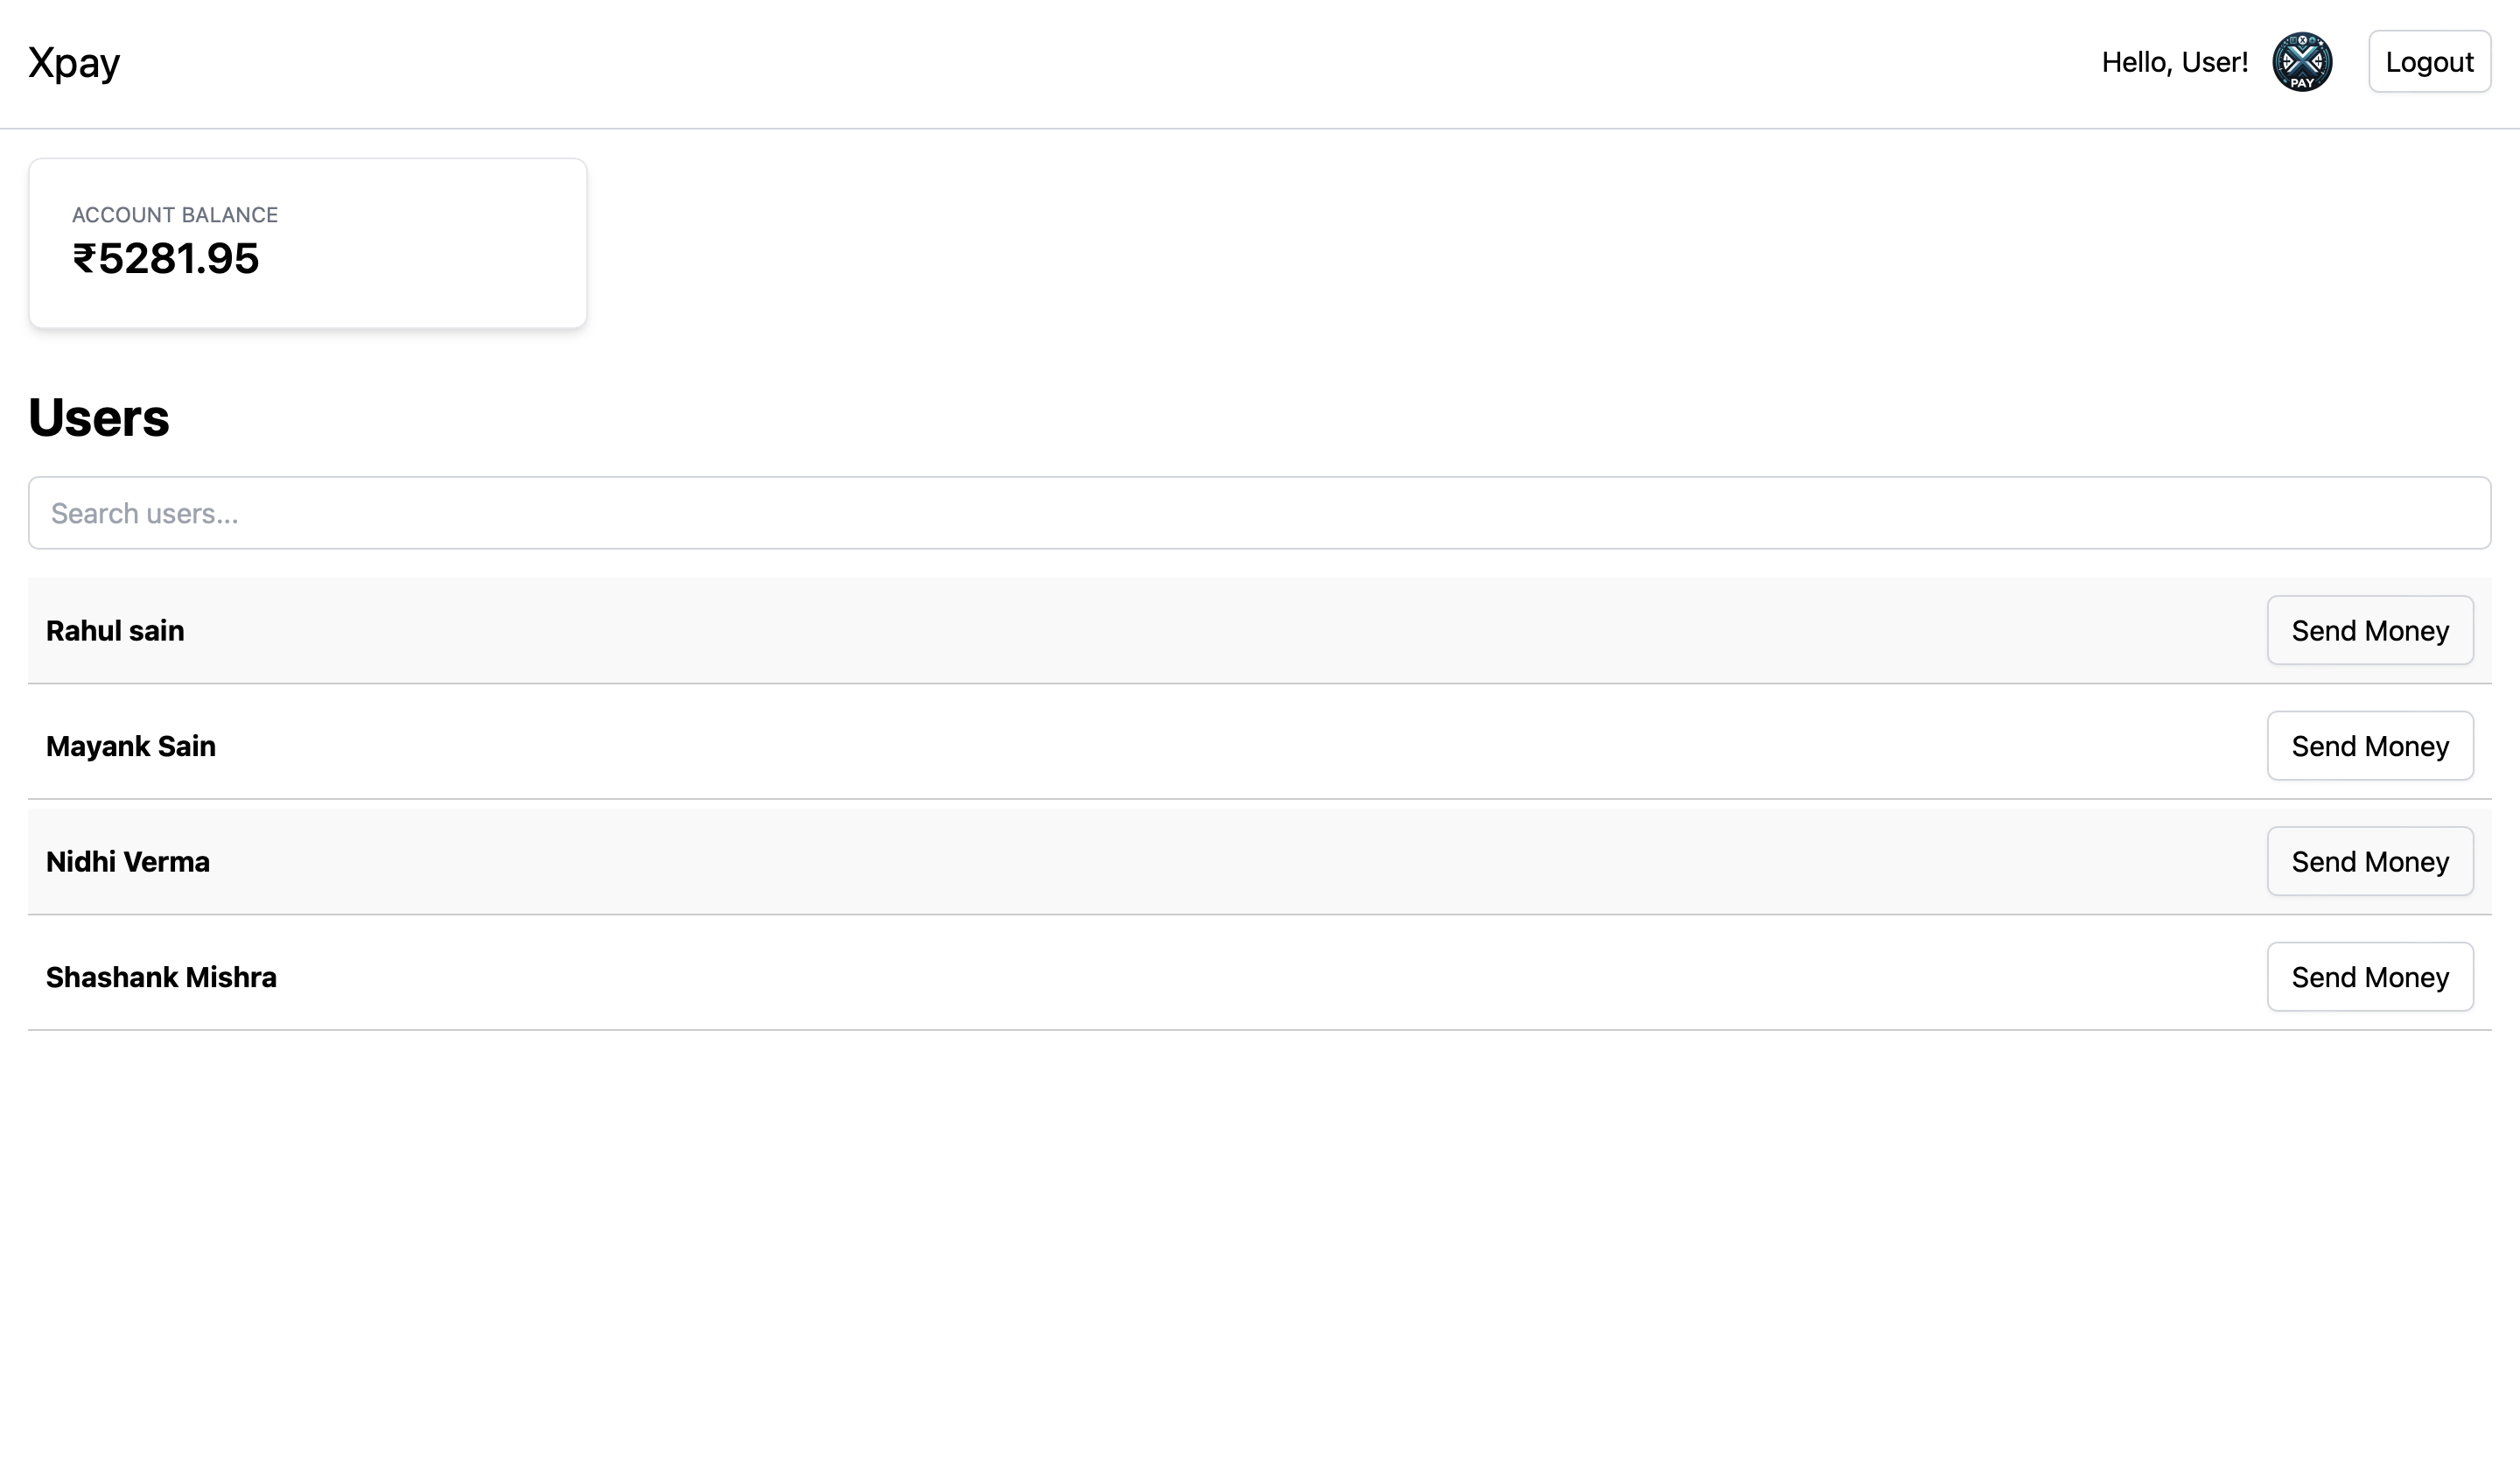 Xpay
Hello, User!
PAY
Logout
ACCOUNT BALANCE
₹5281.95
Users
Search users...
Rahul sain
Send Money
Mayank Sain
Send Money
Nidhi Verma
Send Money
Shashank Mishra
Send Money